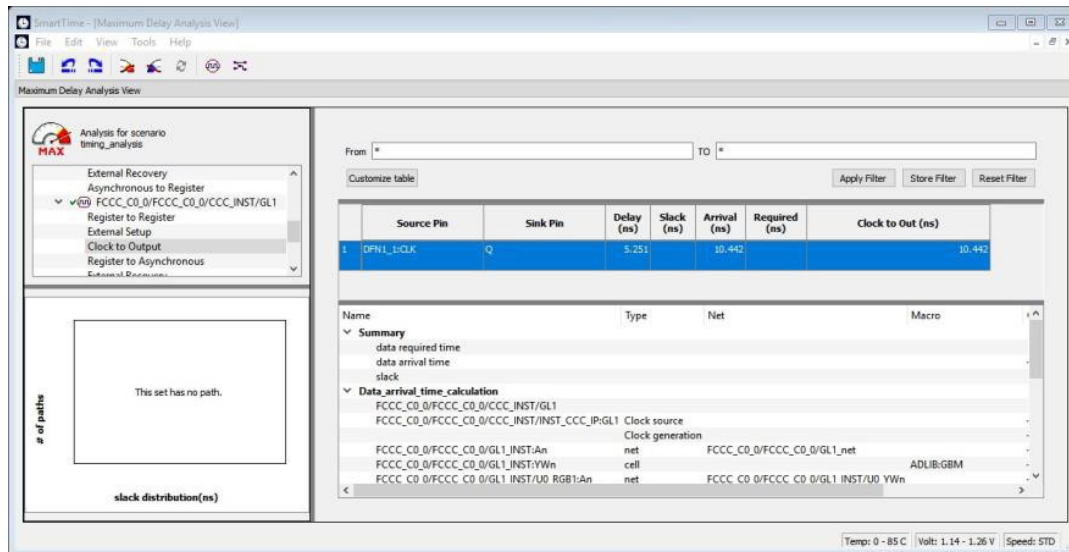 SmartTime - [Maximum Delay Analysis View]
File Edit View Tools Help
Maximum Delay Analysis View
MAX
Analysis for scenario
timing_analysis
External Recovery
Asynchronous to Register
FCCC_C0_0/FCCC_C0_0/CCC_INST/GL1
Register to Register
External Setup
Clock to Output
Register to Asynchronous
External Recovery
# of paths
This set has no path.
slack distribution(ns)
From * TO *
Customize table Apply Filter Store Filter Reset Filter
Source Pin Sink Pin Delay (ns) Slack (ns) Arrival (ns) Required (ns) Clock to Out (ns)
1 DFN1_1:CLK Q 5.251 10.442 10.442
Name Type Net Macro
Summary
data required time
data arrival time -
slack
Data_arrival_time_calculation
FCCC_C0_0/FCCC_C0_0/CCC_INST/GL1
FCCC_C0_0/FCCC_C0_0/CCC_INST/INST_CCC_IP:GL1 Clock source -
Clock generation -
FCCC_C0_0/FCCC_C0_0/GL1_INST:An net FCCC_C0_0/FCCC_C0_0/GL1_net -
FCCC_C0_0/FCCC_C0_0/GL1_INST:YWn cell ADLIB:GBM -
FCCC_C0_0/FCCC_C0_0/GL1_INST/U0_RGB1:An net FCCC_C0_0/FCCC_C0_0/GL1_INST/U0_YWn -
Temp: 0 - 85 C Volt: 1.14 - 1.26 V Speed: STD